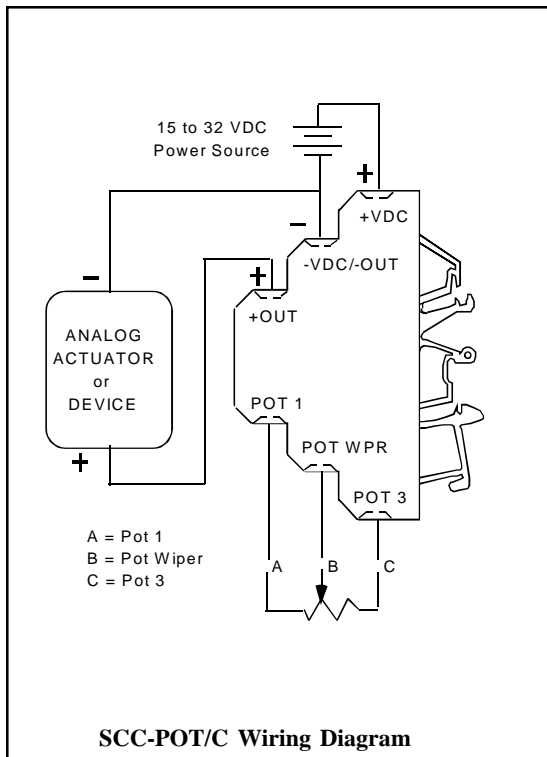 15 to 32 VDC
Power Source
+
+VDC
−
-VDC/-OUT
−
+
+OUT
ANALOG
ACTUATOR
or
DEVICE
+
POT 1
POT WPR
POT 3
A = Pot 1
B = Pot Wiper
C = Pot 3
A
B
C
SCC-POT/C Wiring Diagram